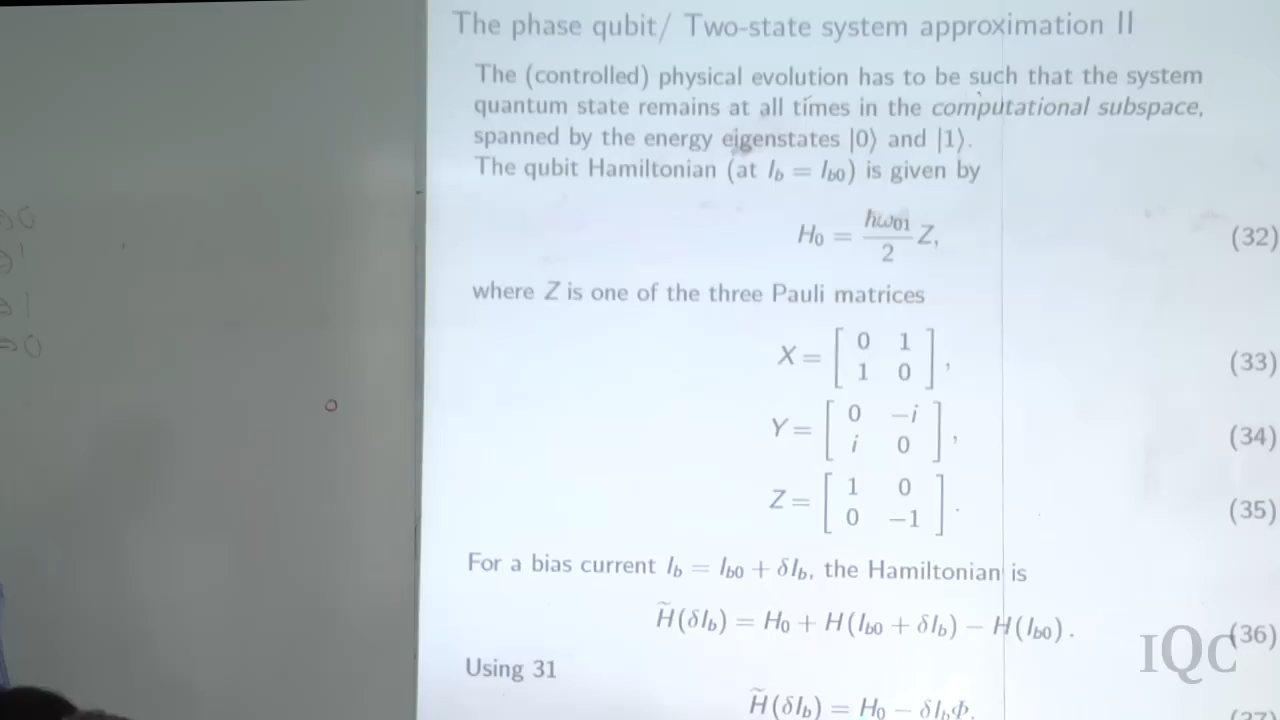 The phase qubit/ Two-state system approximation II
The (controlled) physical evolution has to be such that the system
quantum state remains at all times in the computational subspace,
spanned by the energy eigenstates |0⟩ and |1⟩.
The qubit Hamiltonian (at I_b = I_b0) is given by
H_0 = ħω_01/2 Z, (32)
where Z is one of the three Pauli matrices
X = [ 0 1 ; 1 0 ], (33)
Y = [ 0 −i ; i 0 ], (34)
Z = [ 1 0 ; 0 −1 ]. (35)
For a bias current I_b = I_b0 + δI_b, the Hamiltonian is
H̃(δI_b) = H_0 + H(I_b0 + δI_b) − H(I_b0). (36)
IQC
Using 31
H̃(δI_b) = H_0 − δI_bΦ. (37)